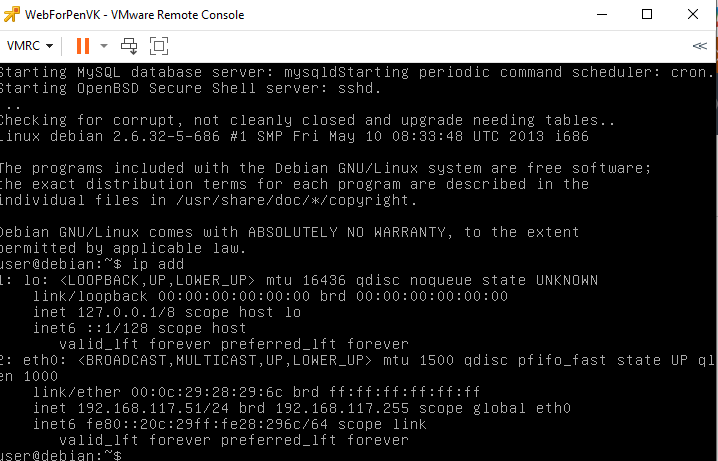 WebForPenVK - VMware Remote Console
VMRC
Starting MySQL database server: mysqldStarting periodic command scheduler: cron.
Starting OpenBSD Secure Shell server: sshd.
..
Checking for corrupt, not cleanly closed and upgrade needing tables..
Linux debian 2.6.32-5-686 #1 SMP Fri May 10 08:33:48 UTC 2013 i686
The programs included with the Debian GNU/Linux system are free software;
the exact distribution terms for each program are described in the
individual files in /usr/share/doc/*/copyright.
Debian GNU/Linux comes with ABSOLUTELY NO WARRANTY, to the extent
permitted by applicable law.
user@debian:~$ ip add
1: lo: <LOOPBACK,UP,LOWER_UP> mtu 16436 qdisc noqueue state UNKNOWN
link/loopback 00:00:00:00:00:00 brd 00:00:00:00:00:00
inet 127.0.0.1/8 scope host lo
inet6 ::1/128 scope host
valid_lft forever preferred_lft forever
2: eth0: <BROADCAST,MULTICAST,UP,LOWER_UP> mtu 1500 qdisc pfifo_fast state UP ql
en 1000
link/ether 00:0c:29:28:29:6c brd ff:ff:ff:ff:ff:ff
inet 192.168.117.51/24 brd 192.168.117.255 scope global eth0
inet6 fe80::20c:29ff:fe28:296c/64 scope link
valid_lft forever preferred_lft forever
user@debian:~$